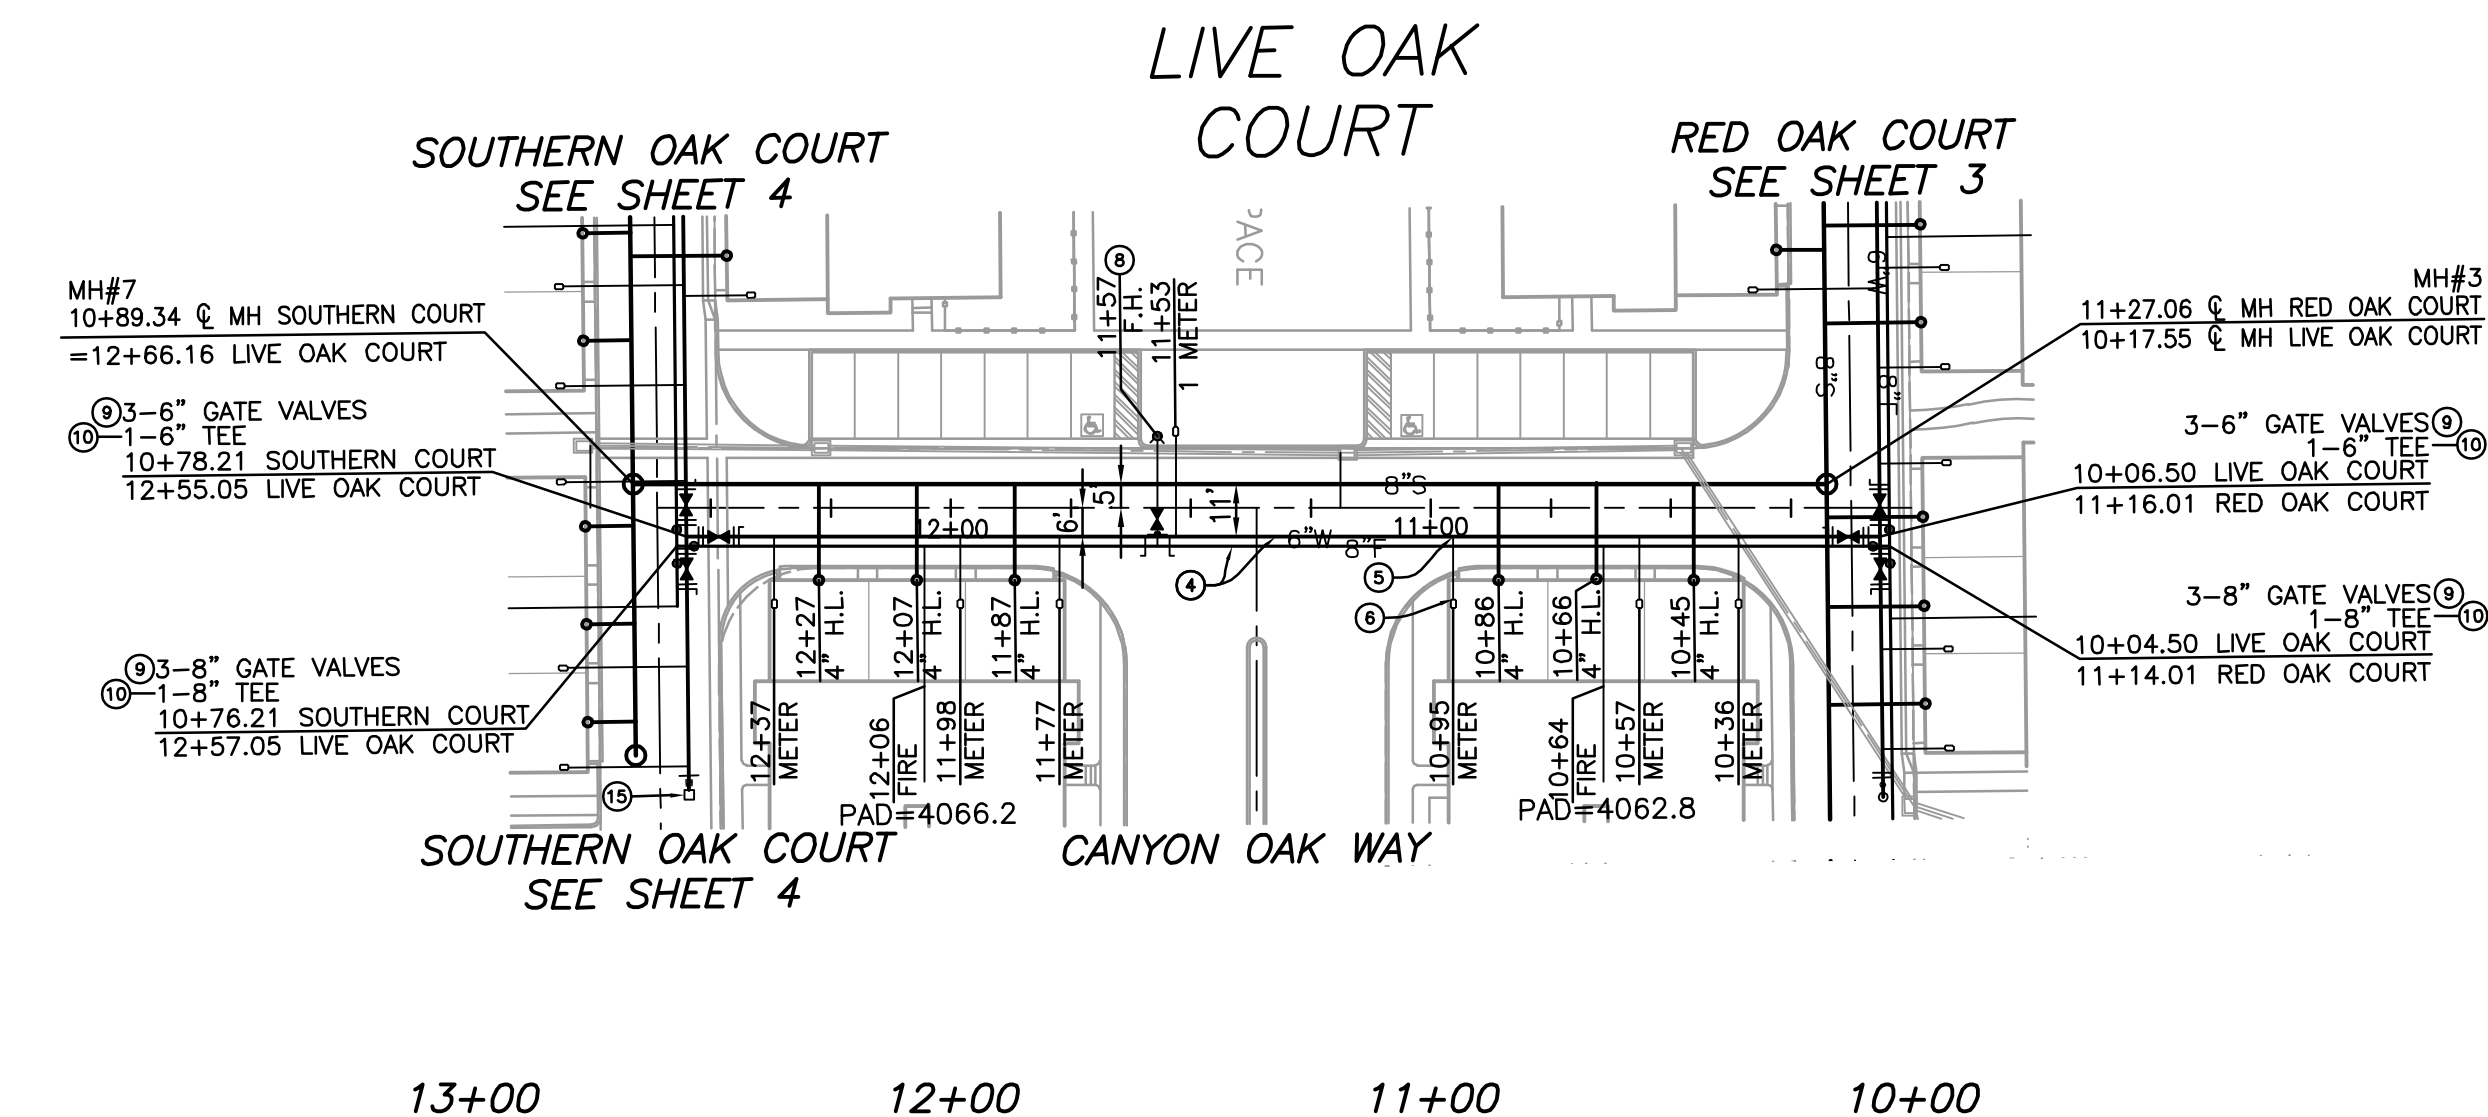 LIVE OAK
COURT
SOUTHERN OAK COURT
SEE SHEET 4
RED OAK COURT
SEE SHEET 3
MH#7
10+89.34 ℄ MH SOUTHERN COURT
=12+66.16 LIVE OAK COURT
9 3-6" GATE VALVES
10 1-6" TEE
10+78.21 SOUTHERN COURT
12+55.05 LIVE OAK COURT
9 3-8" GATE VALVES
10 1-8" TEE
10+76.21 SOUTHERN COURT
12+57.05 LIVE OAK COURT
15
8
11+57
F.H.
11+53
1 METER
PACE
MH#3
11+27.06 ℄ MH RED OAK COURT
10+17.55 ℄ MH LIVE OAK COURT
3-6" GATE VALVES 9
1-6" TEE 10
10+06.50 LIVE OAK COURT
11+16.01 RED OAK COURT
3-8" GATE VALVES 9
1-8" TEE 10
10+04.50 LIVE OAK COURT
11+14.01 RED OAK COURT
6"W
8"S
8"
5'
6'
11'
8"S
12+00
11+00
6"W
8"F
4
5
6
12+27
4" H.L.
12+07
4" H.L.
11+87
4" H.L.
10+86
4" H.L.
10+66
4" H.L.
10+45
4" H.L.
12+37
METER
12+06
FIRE
11+98
METER
11+77
METER
10+95
METER
10+64
FIRE
10+57
METER
10+36
METER
PAD=4066.2
PAD=4062.8
SOUTHERN OAK COURT
SEE SHEET 4
CANYON OAK WAY
13+00
12+00
11+00
10+00